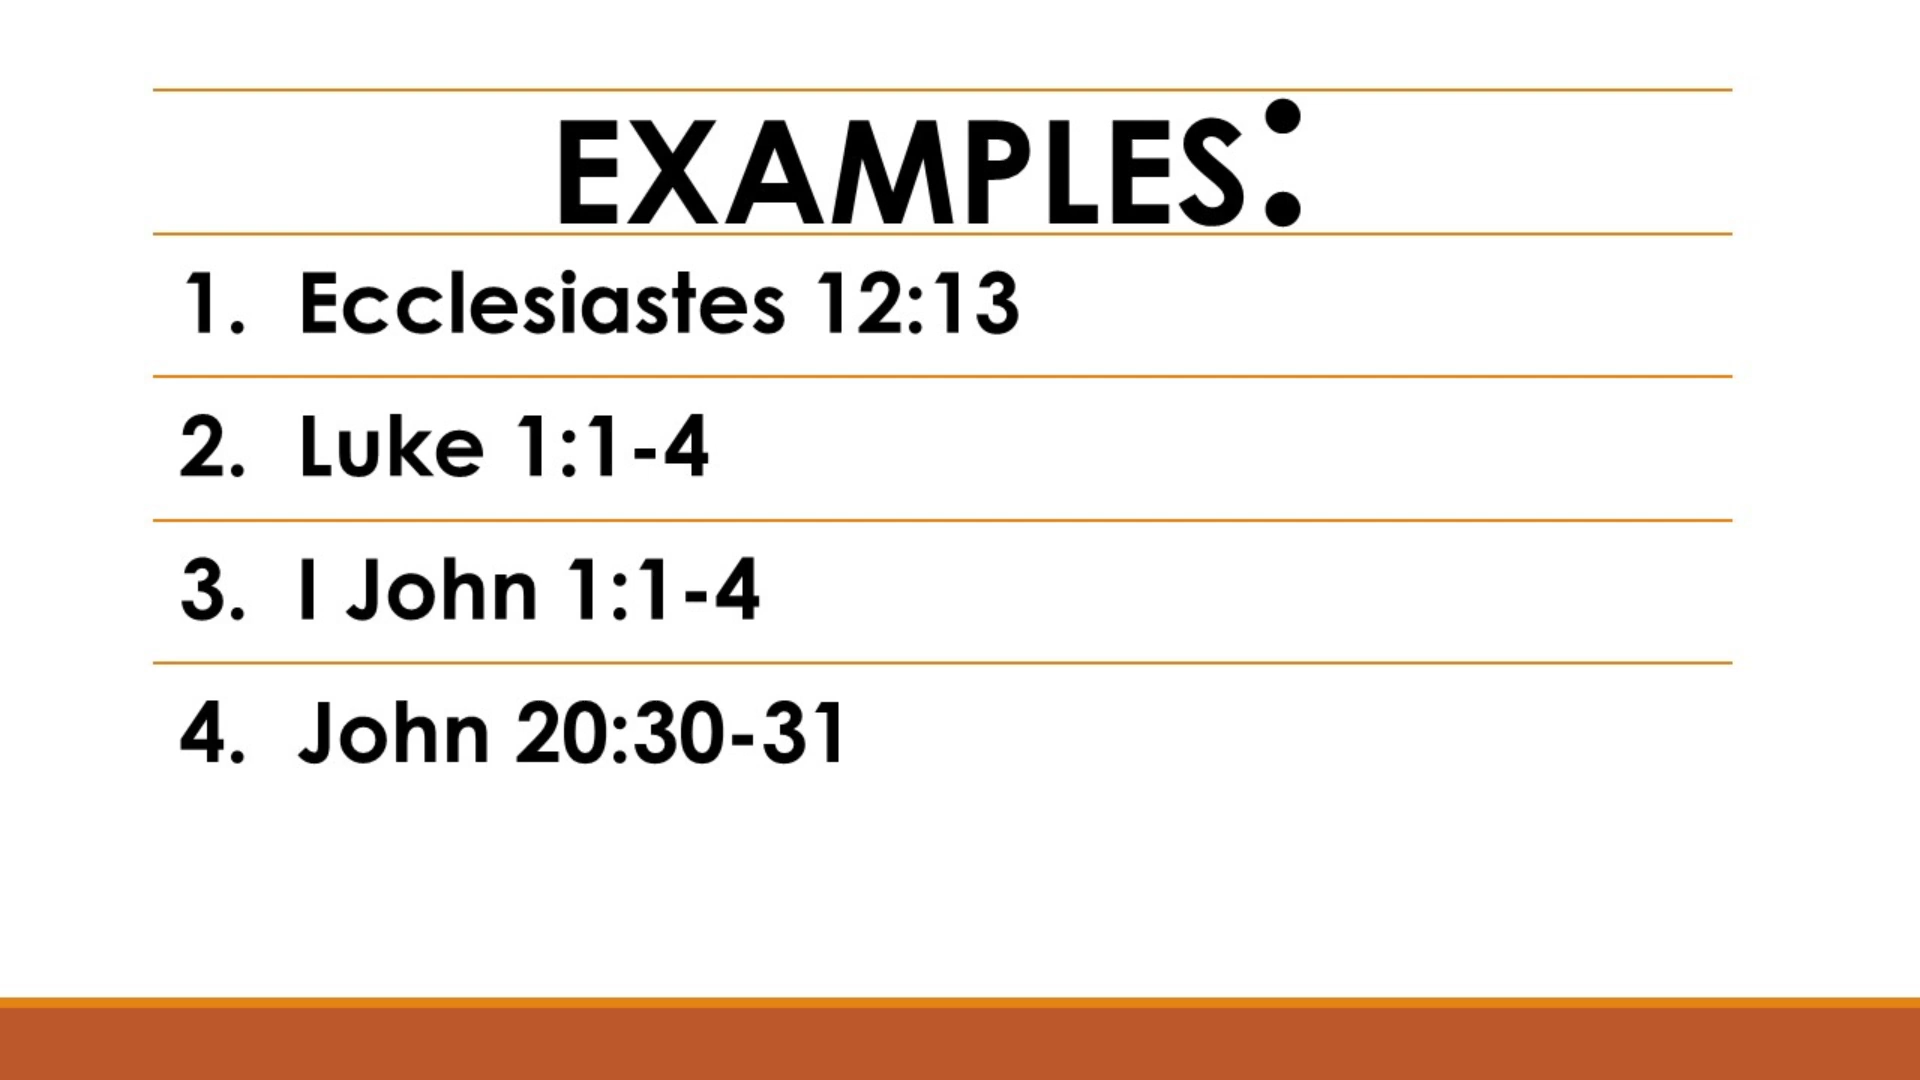 EXAMPLES:
1. Ecclesiastes 12:13
2. Luke 1:1-4
3. I John 1:1-4
4. John 20:30-31